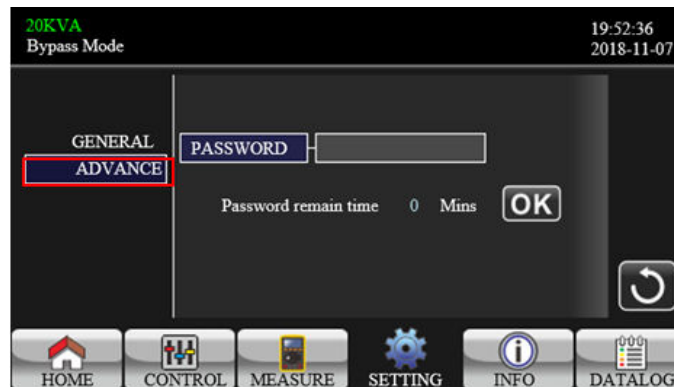 20KVA
Bypass Mode
19:52:36
2018-11-07
GENERAL
ADVANCE
PASSWORD
Password remain time 0 Mins
OK
HOME CONTROL MEASURE SETTING INFO DATALOG